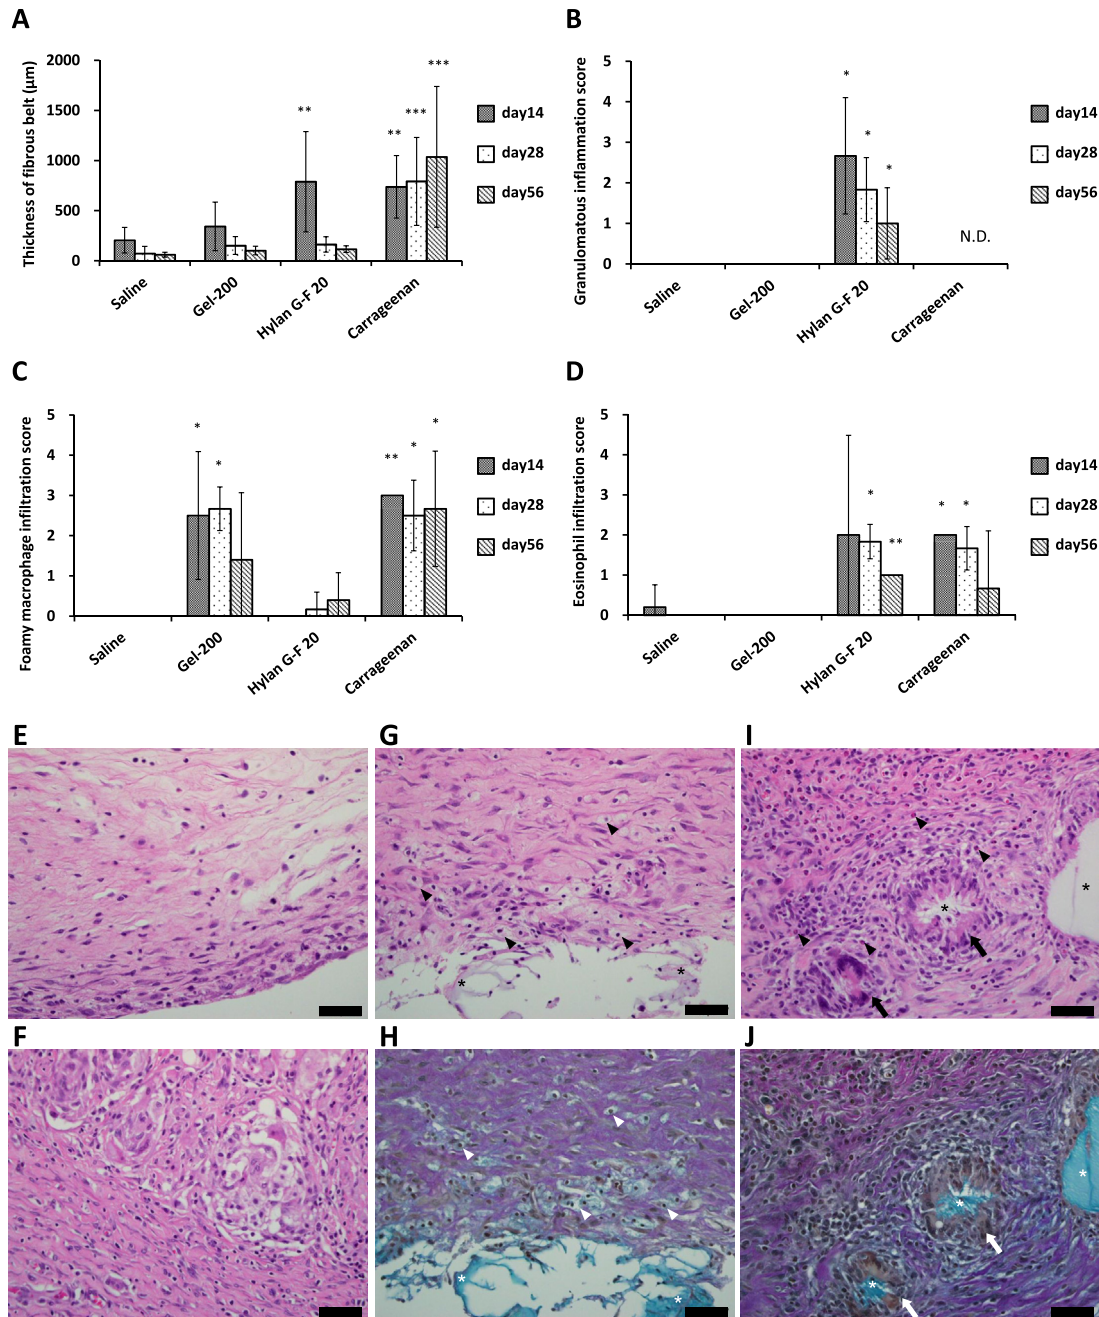 A
Thickness of fibrous belt (μm)
2000
1500
1000
500
0
** ** *** ***
Saline
Gel-200
Hylan G-F 20
Carrageenan
day14
day28
day56
B
Granulomatous inflammation score
5
4
3
2
1
0
* * *
N.D.
Saline
Gel-200
Hylan G-F 20
Carrageenan
day14
day28
day56
C
Foamy macrophage infiltration score
5
4
3
2
1
0
* * ** * *
Saline
Gel-200
Hylan G-F 20
Carrageenan
day14
day28
day56
D
Eosinophil infiltration score
5
4
3
2
1
0
* ** * *
Saline
Gel-200
Hylan G-F 20
Carrageenan
day14
day28
day56
E
G
* *
I
* *
F
H
* *
J
* * *